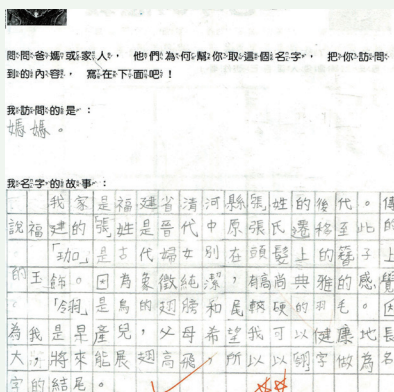 問問爸媽或家人，他們為何幫你取這個名字，把你訪問
到的內容，寫在下面吧！
我訪問的是：
媽媽。
我名字的故事：
我家是福建省清河縣張姓的後代。傳
說福建的張姓是晉代中原張氏遷移至此的
「珈」是古代婦女別在頭髮上的簪子上
的玉飾。因為象徵純潔，有高尚典雅的感覺
「翎」是鳥的翅膀和尾較硬的羽毛。因
為我是早產兒，父母希望我可以健康地長
大，將來能展翅高飛，所以以翎字做為名
字的結尾。